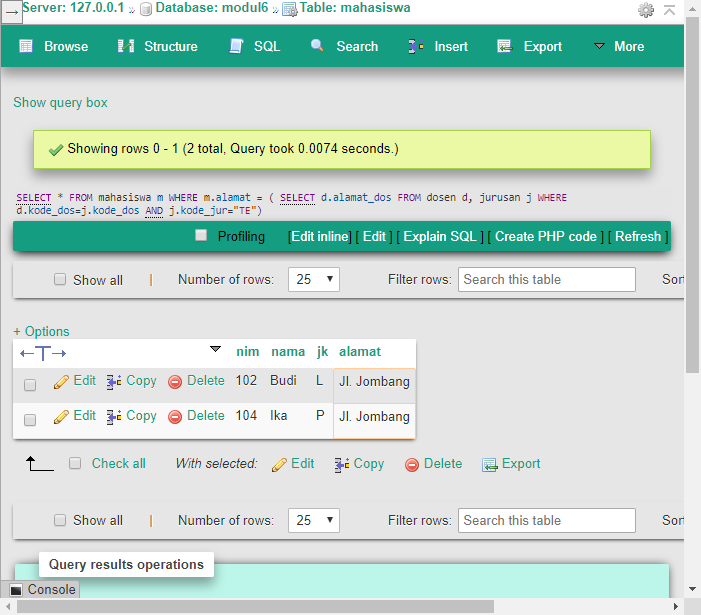 Server: 127.0.0.1 » Database: modul6 » Table: mahasiswa
Browse Structure SQL Search Insert Export More
Show query box
Showing rows 0 - 1 (2 total, Query took 0.0074 seconds.)
SELECT * FROM mahasiswa m WHERE m.alamat = ( SELECT d.alamat_dos FROM dosen d, jurusan j WHERE
d.kode_dos=j.kode_dos AND j.kode_jur="TE")
Profiling [Edit inline] [ Edit ] [ Explain SQL ] [ Create PHP code ] [ Refresh ]
Show all | Number of rows: 25 Filter rows: Search this table Sort
+ Options
←T→ nim nama jk alamat
Edit Copy Delete 102 Budi L Jl. Jombang
Edit Copy Delete 104 Ika P Jl. Jombang
Check all With selected: Edit Copy Delete Export
Show all | Number of rows: 25 Filter rows: Search this table Sort
Query results operations
Console